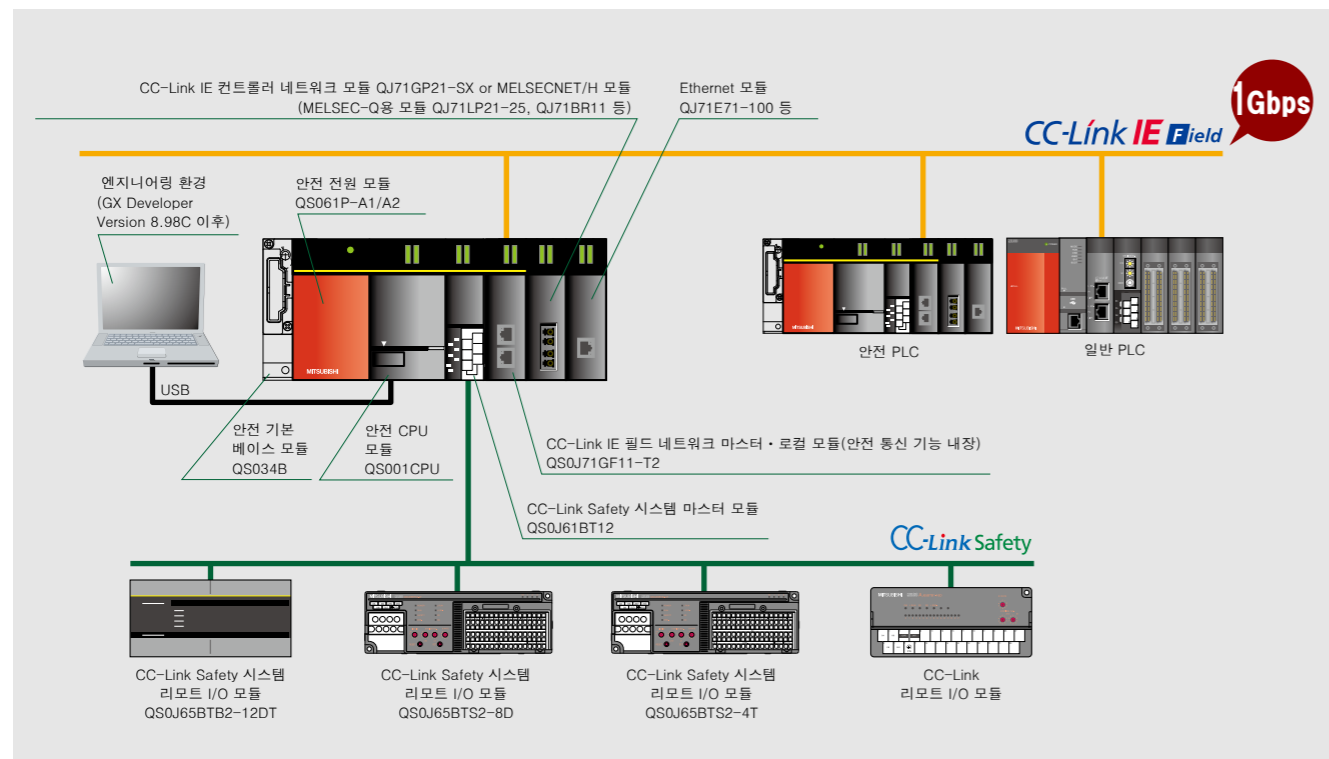 CC-Link IE 컨트롤러 네트워크 모듈 QJ71GP21-SX or MELSECNET/H 모듈
(MELSEC-Q용 모듈 QJ71LP21-25, QJ71BR11 등)
Ethernet 모듈
QJ71E71-100 등
1Gbps
CC-Link IE Field
엔지니어링 환경
(GX Developer
Version 8.98C 이후)
안전 전원 모듈
QS061P-A1/A2
MITSUBISHI
MITSUBISHI
MITSUBISHI
안전 PLC
일반 PLC
USB
안전 기본
베이스 모듈
QS034B
안전 CPU
모듈
QS001CPU
CC-Link IE 필드 네트워크 마스터・로컬 모듈(안전 통신 기능 내장)
QS0J71GF11-T2
CC-Link Safety 시스템 마스터 모듈
QS0J61BT12
CC-Link Safety
MITSUBISHI
CC-Link Safety 시스템
리모트 I/O 모듈
QS0J65BTB2-12DT
CC-Link Safety 시스템
리모트 I/O 모듈
QS0J65BTS2-8D
CC-Link Safety 시스템
리모트 I/O 모듈
QS0J65BTS2-4T
CC-Link
리모트 I/O 모듈